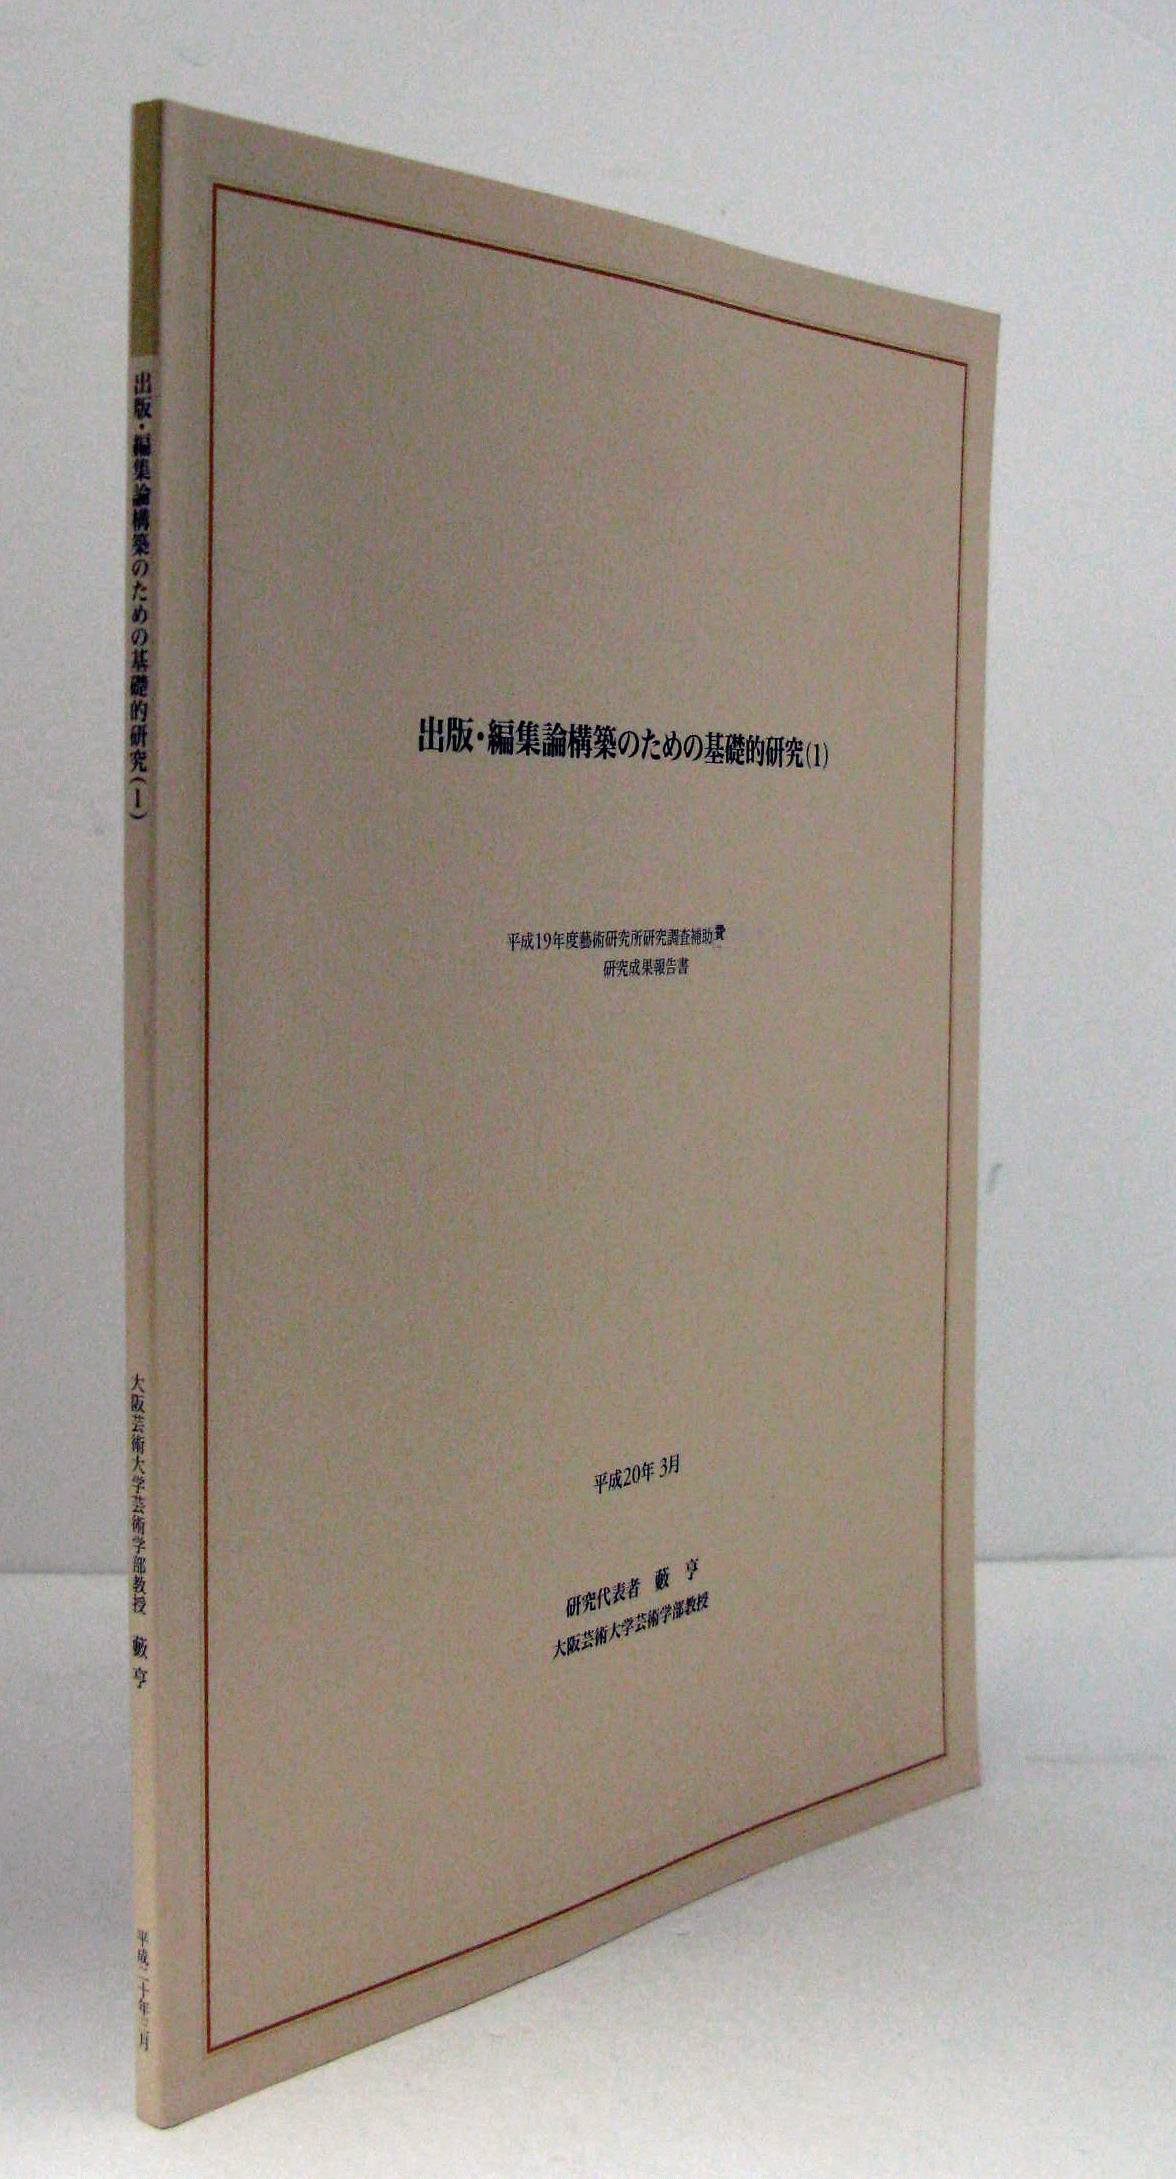 出版・編集論構築のための基礎的研究(1)
平成19年度藝術研究所研究調査補助費
研究成果報告書
平成20年 3月
研究代表者 藪 亨
大阪芸術大学芸術学部教授
出版・編集論構築のための基礎的研究(1)
大阪芸術大学芸術学部教授 藪 亨
平成二十年三月